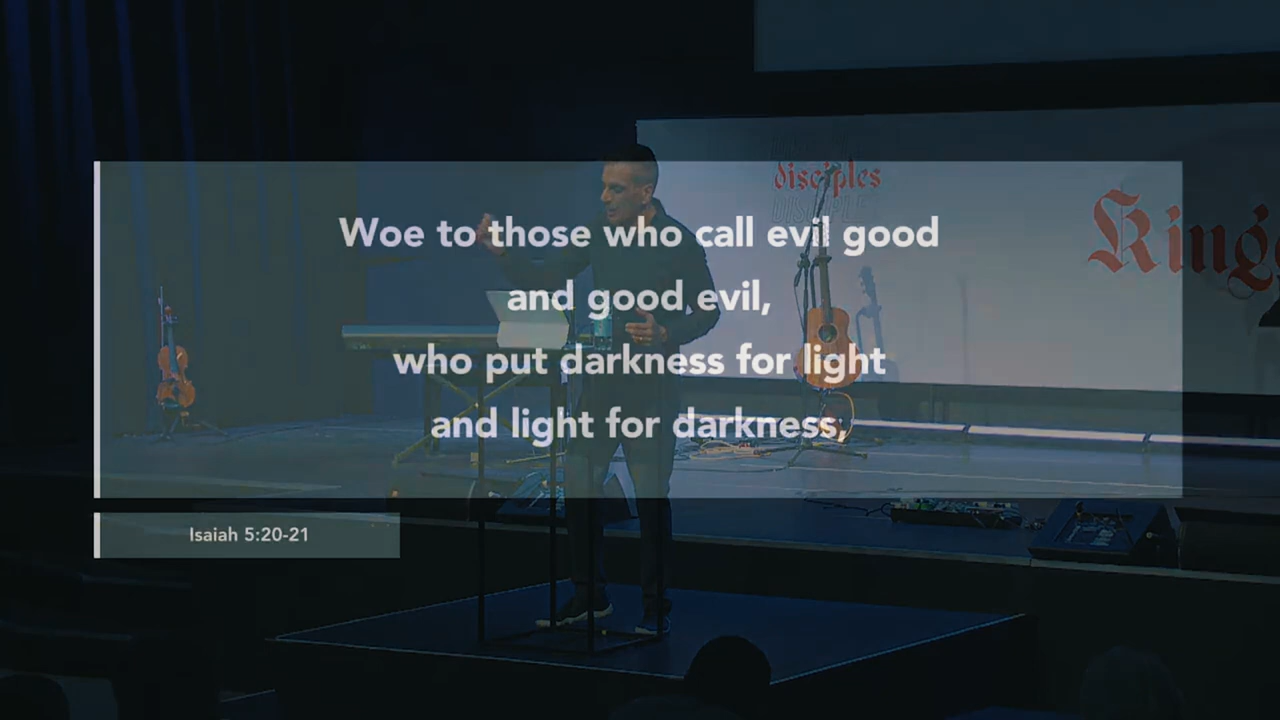 disciples
King
Woe to those who call evil good
and good evil,
who put darkness for light
and light for darkness,
Isaiah 5:20-21